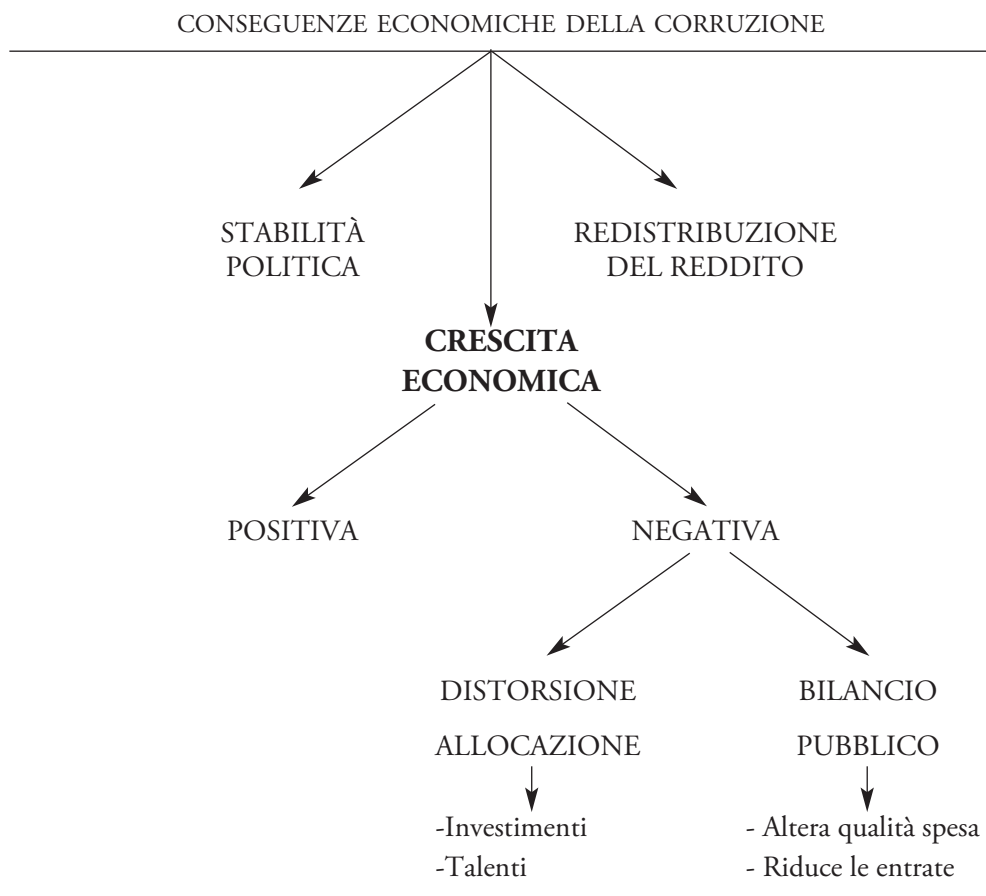 CONSEGUENZE ECONOMICHE DELLA CORRUZIONE
STABILITÀ
POLITICA
REDISTRIBUZIONE
DEL REDDITO
CRESCITA
ECONOMICA
POSITIVA
NEGATIVA
DISTORSIONE
ALLOCAZIONE
-Investimenti
-Talenti
BILANCIO
PUBBLICO
- Altera qualità spesa
- Riduce le entrate